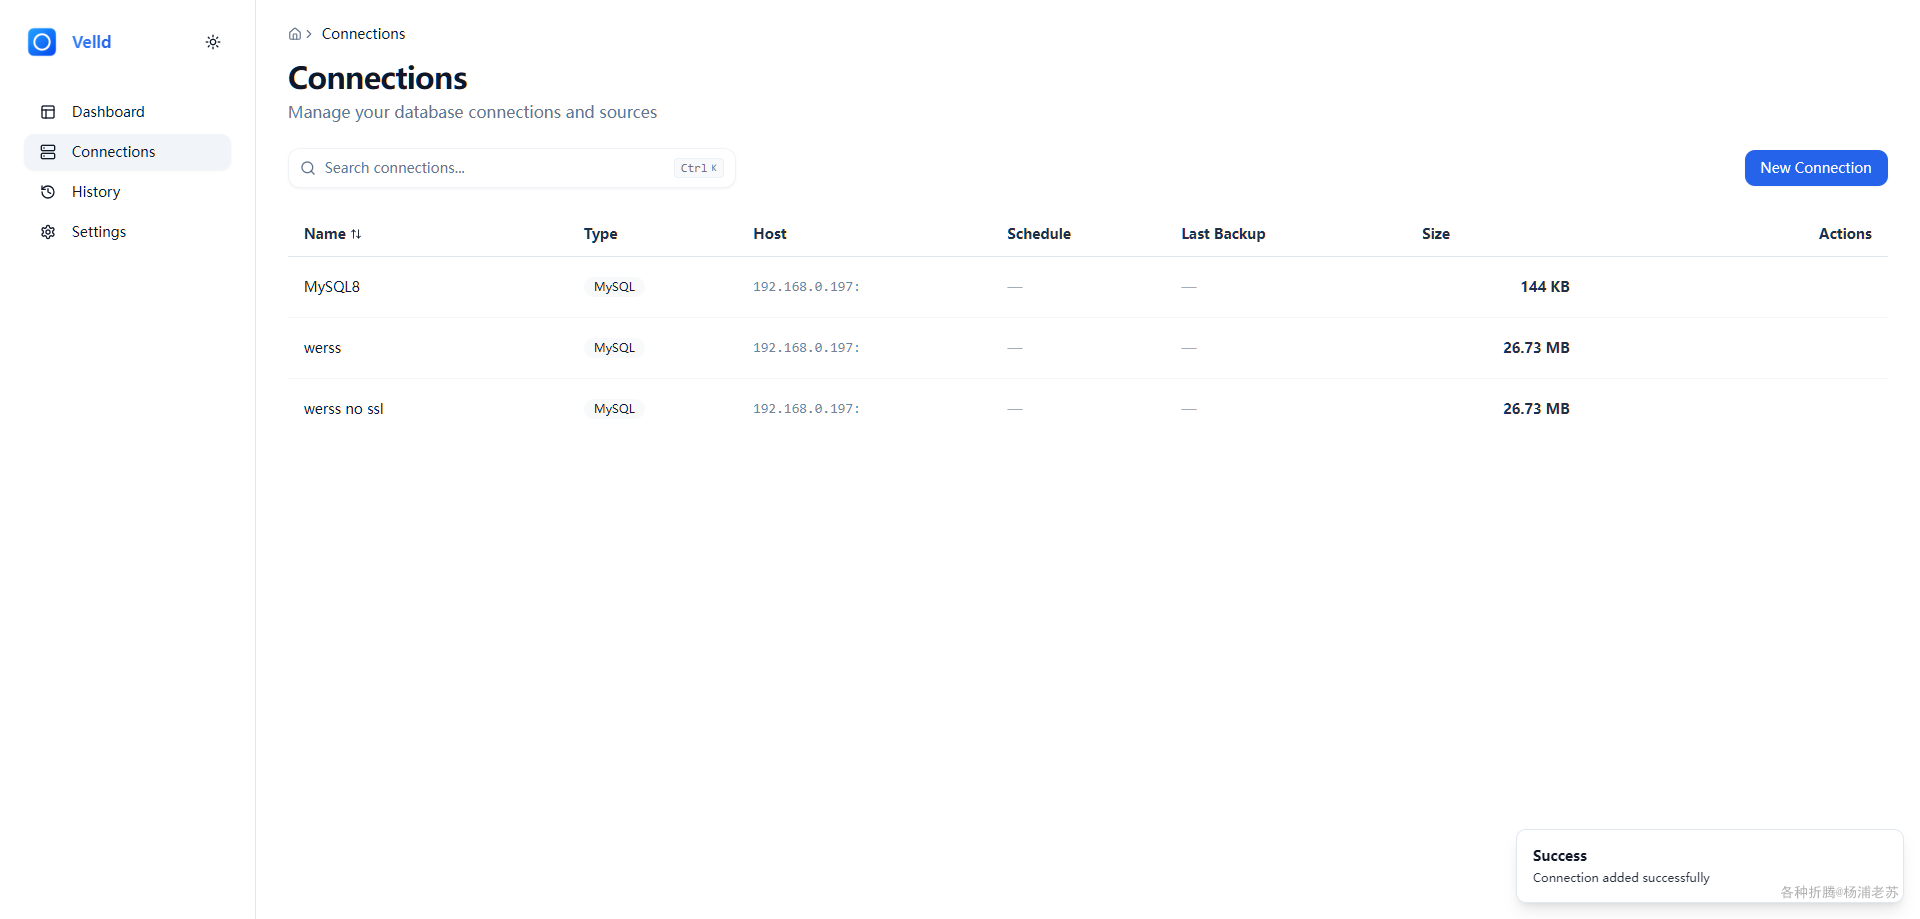 Velld
Dashboard
Connections
History
Settings
Connections
Connections
Manage your database connections and sources
Search connections...
Ctrl K
New Connection
Name Type Host Schedule Last Backup Size Actions
MySQL8 MySQL 192.168.0.197: — — 144 KB
werss MySQL 192.168.0.197: — — 26.73 MB
werss no ssl MySQL 192.168.0.197: — — 26.73 MB
Success
Connection added successfully
各种折腾@杨浦老苏